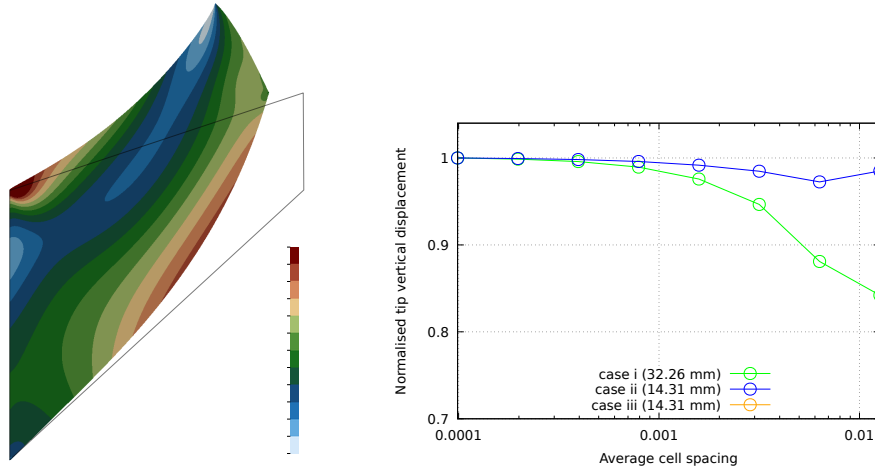 1
0.9
0.8
0.7
Normalised tip vertical displacement
case i (32.26 mm)
case ii (14.31 mm)
case iii (14.31 mm)
0.0001
0.001
0.01
Average cell spacing